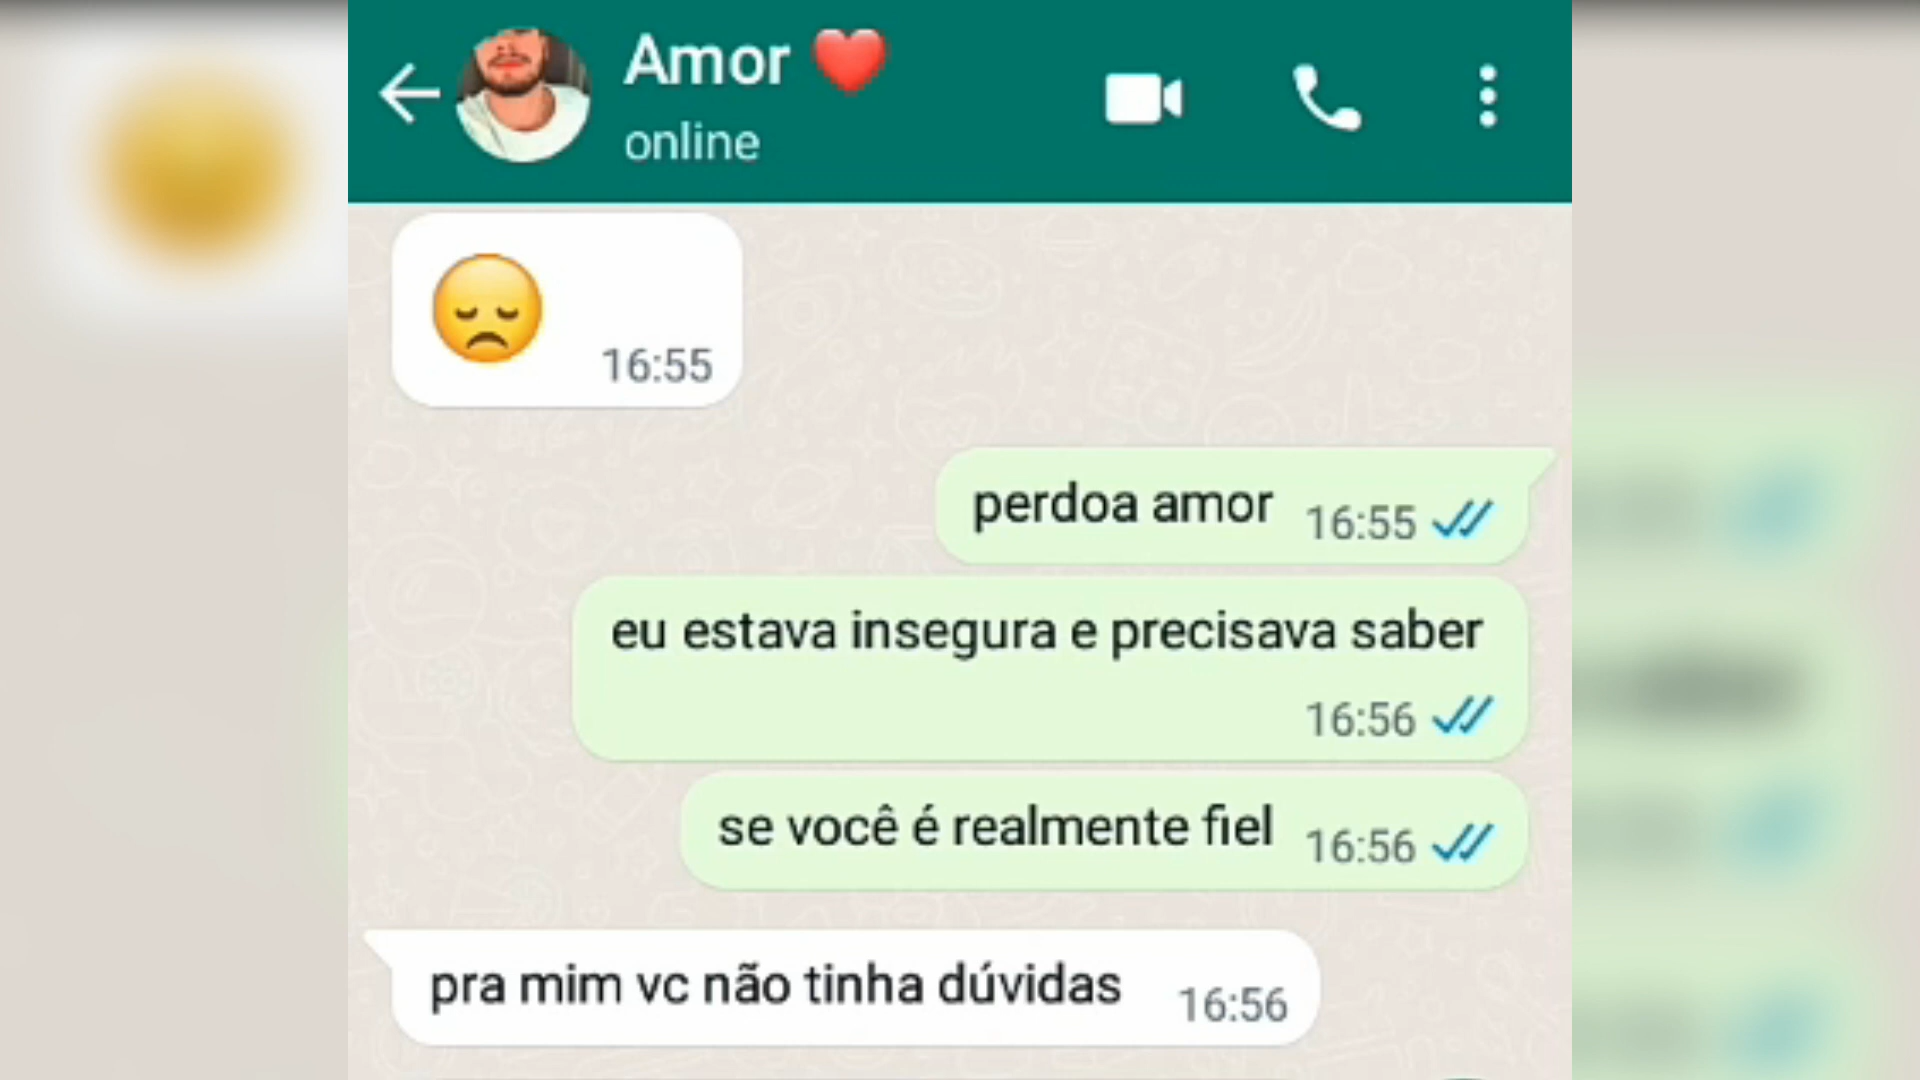 Amor ❤️
online
😞
16:55
perdoa amor 16:55
eu estava insegura e precisava saber
16:56
se você é realmente fiel 16:56
pra mim vc não tinha dúvidas 16:56